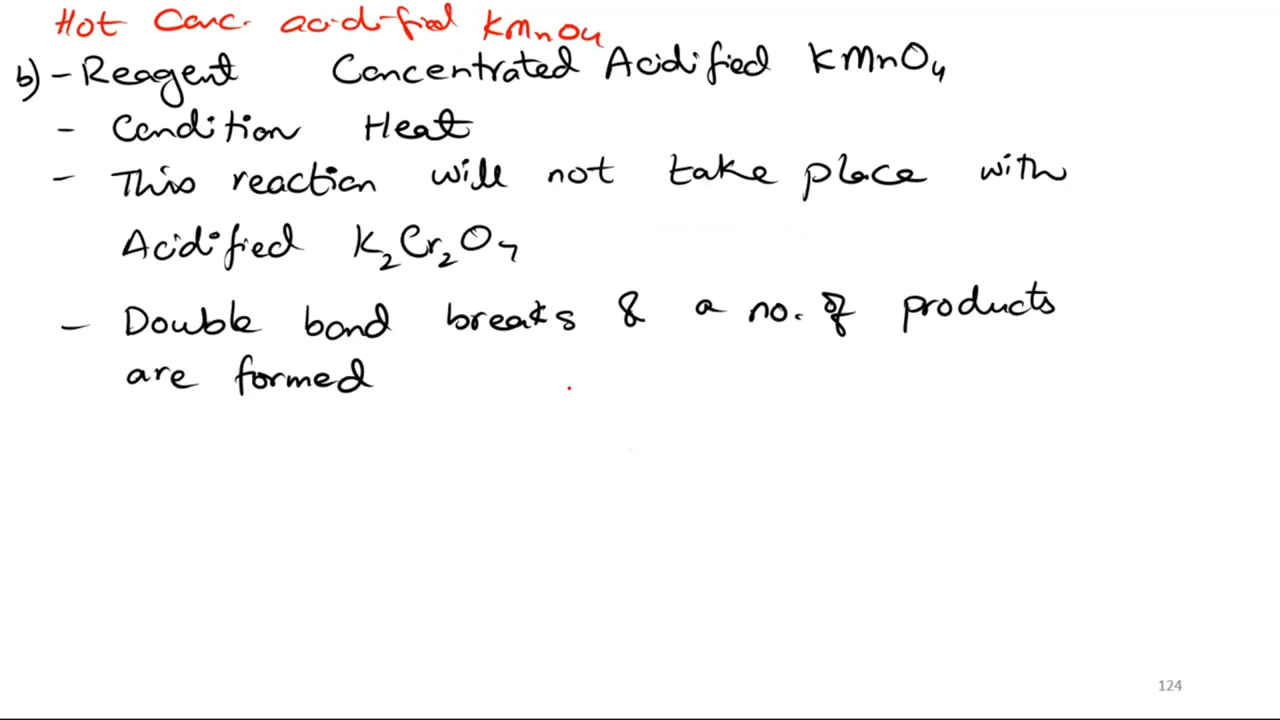 Hot Conc. acidified KMnO4
b) - Reagent Concentrated Acidified KMnO4
- Condition Heat
- This reaction will not take place with
Acidified K2Cr2O7
- Double bond breaks & a no. of products
are formed
124